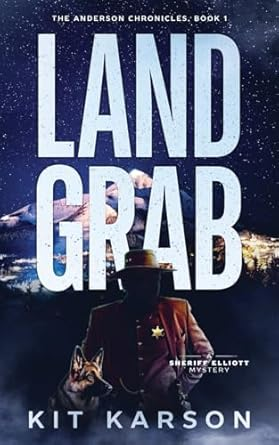 THE ANDERSON CHRONICLES, BOOK 1
LAND
GRAB
A
SHERIFF ELLIOTT
MYSTERY
KIT KARSON